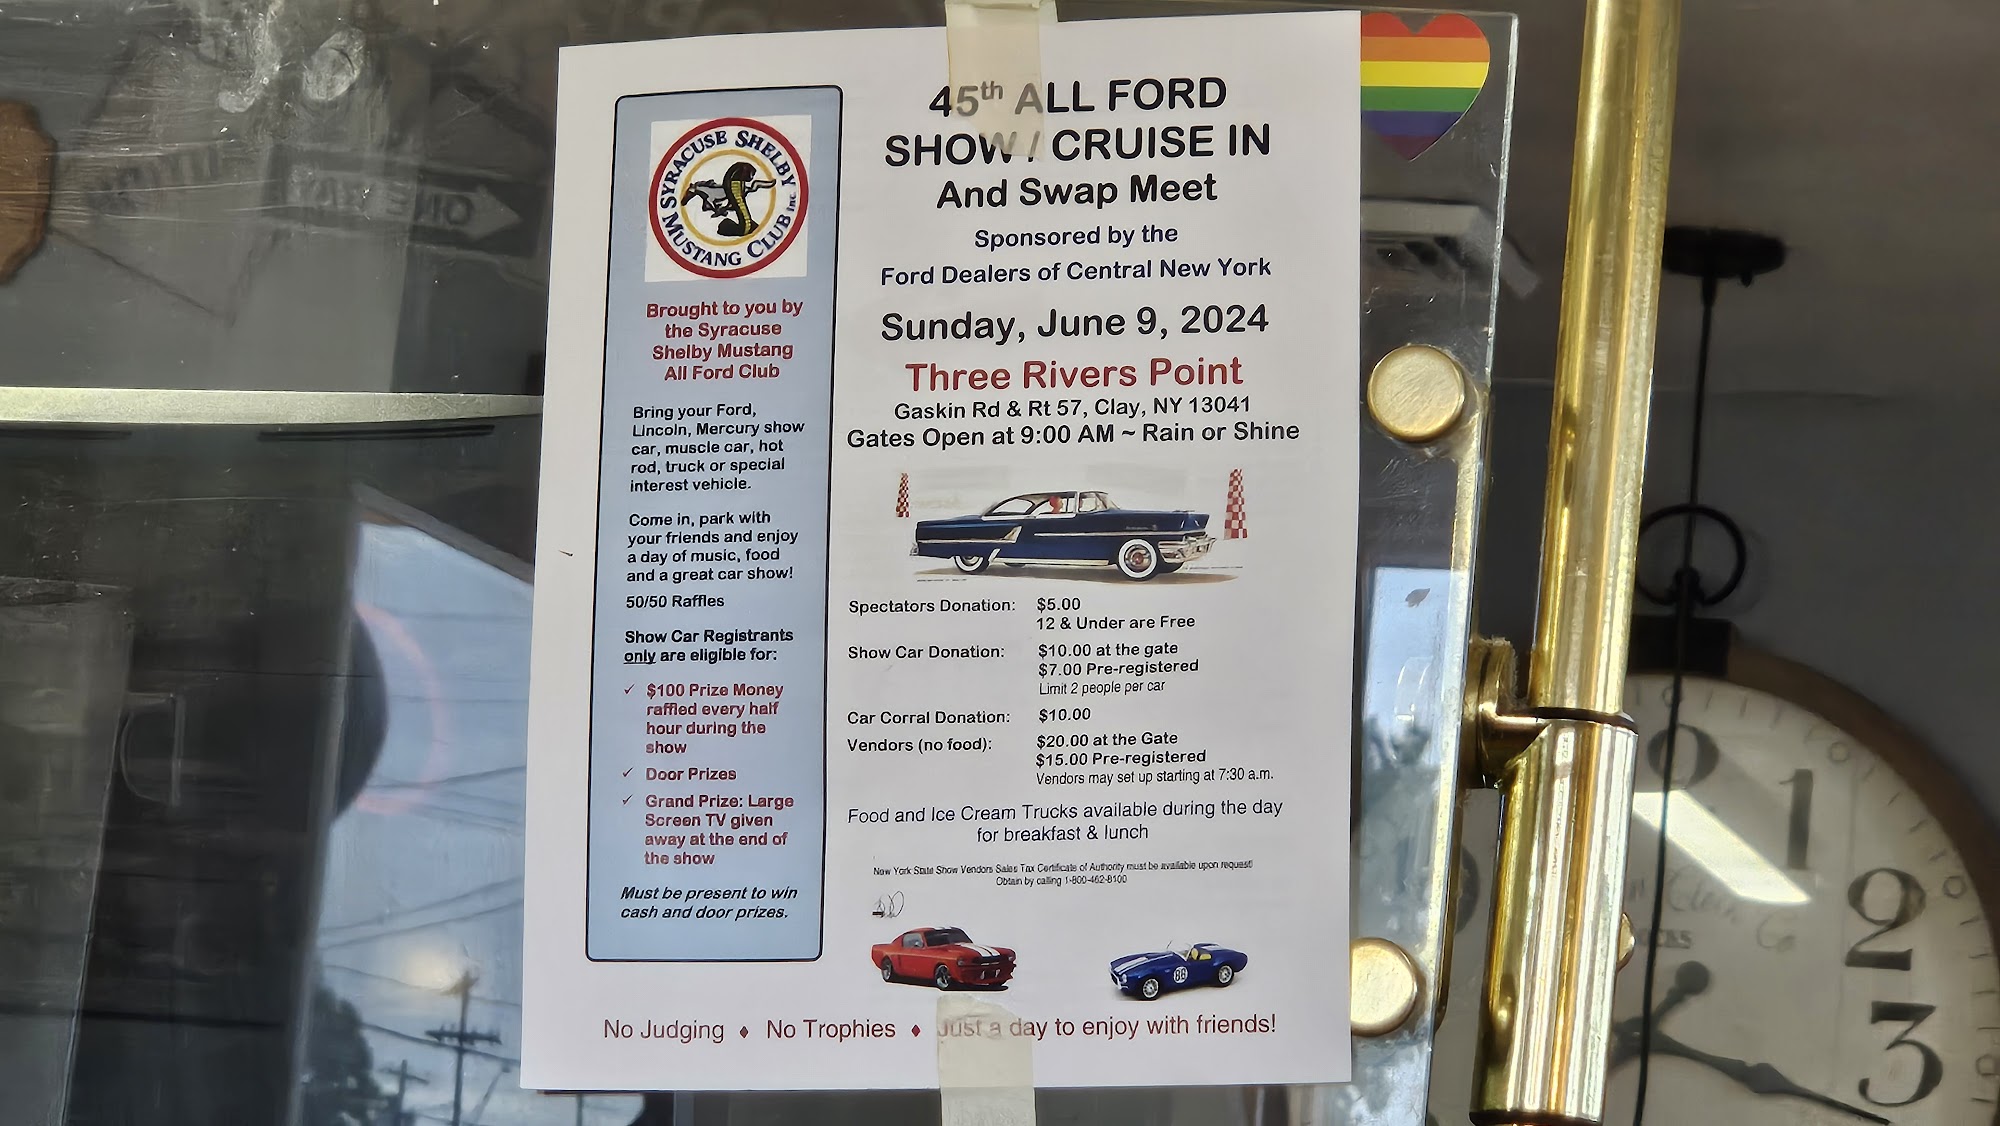 SYRACUSE SHELBY
MUSTANG CLUB inc.
Brought to you by
the Syracuse
Shelby Mustang
All Ford Club
Bring your Ford,
Lincoln, Mercury show
car, muscle car, hot
rod, truck or special
interest vehicle.
Come in, park with
your friends and enjoy
a day of music, food
and a great car show!
50/50 Raffles
Show Car Registrants
only are eligible for:
✓ $100 Prize Money
raffled every half
hour during the
show
✓ Door Prizes
✓ Grand Prize: Large
Screen TV given
away at the end of
the show
Must be present to win
cash and door prizes.
45th ALL FORD
SHOW / CRUISE IN
And Swap Meet
Sponsored by the
Ford Dealers of Central New York
Sunday, June 9, 2024
Three Rivers Point
Gaskin Rd & Rt 57, Clay, NY 13041
Gates Open at 9:00 AM ~ Rain or Shine
Spectators Donation: $5.00
12 & Under are Free
Show Car Donation: $10.00 at the gate
$7.00 Pre-registered
Limit 2 people per car
Car Corral Donation: $10.00
Vendors (no food): $20.00 at the Gate
$15.00 Pre-registered
Vendors may set up starting at 7:30 a.m.
Food and Ice Cream Trucks available during the day
for breakfast & lunch
New York State Show Vendors Sales Tax Certificate of Authority must be available upon request!
Obtain by calling 1-800-462-8100
No Judging ♦ No Trophies ♦ Just a day to enjoy with friends!
1
2
3